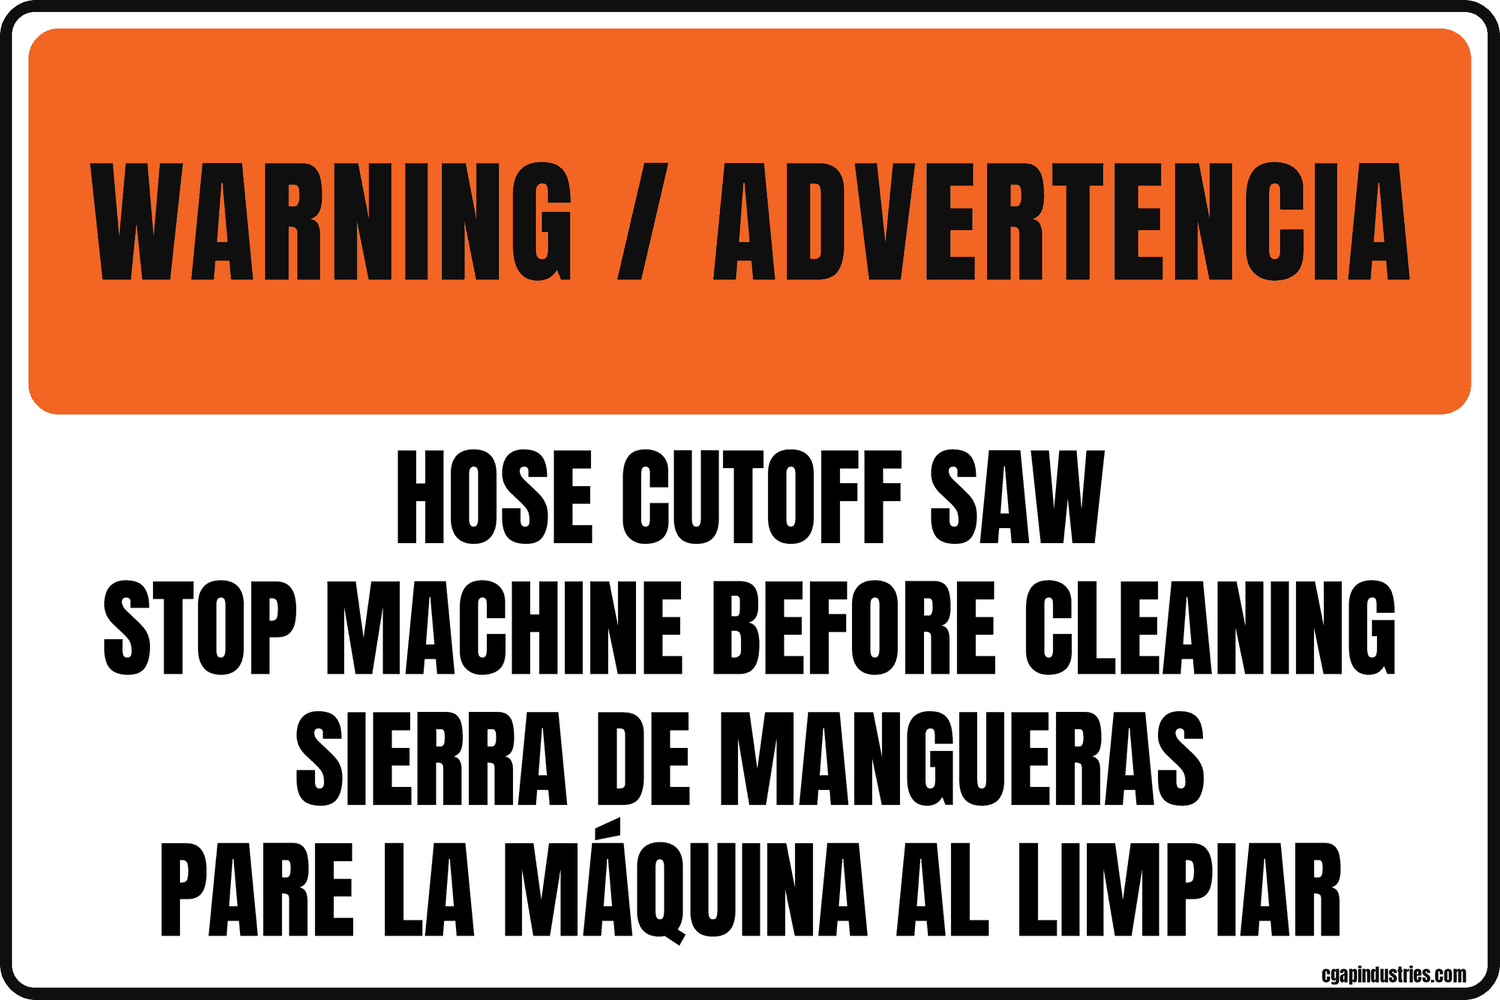 WARNING / ADVERTENCIA
HOSE CUTOFF SAW
STOP MACHINE BEFORE CLEANING
SIERRA DE MANGUERAS
PARE LA MÁQUINA AL LIMPIAR
cgapindustries.com